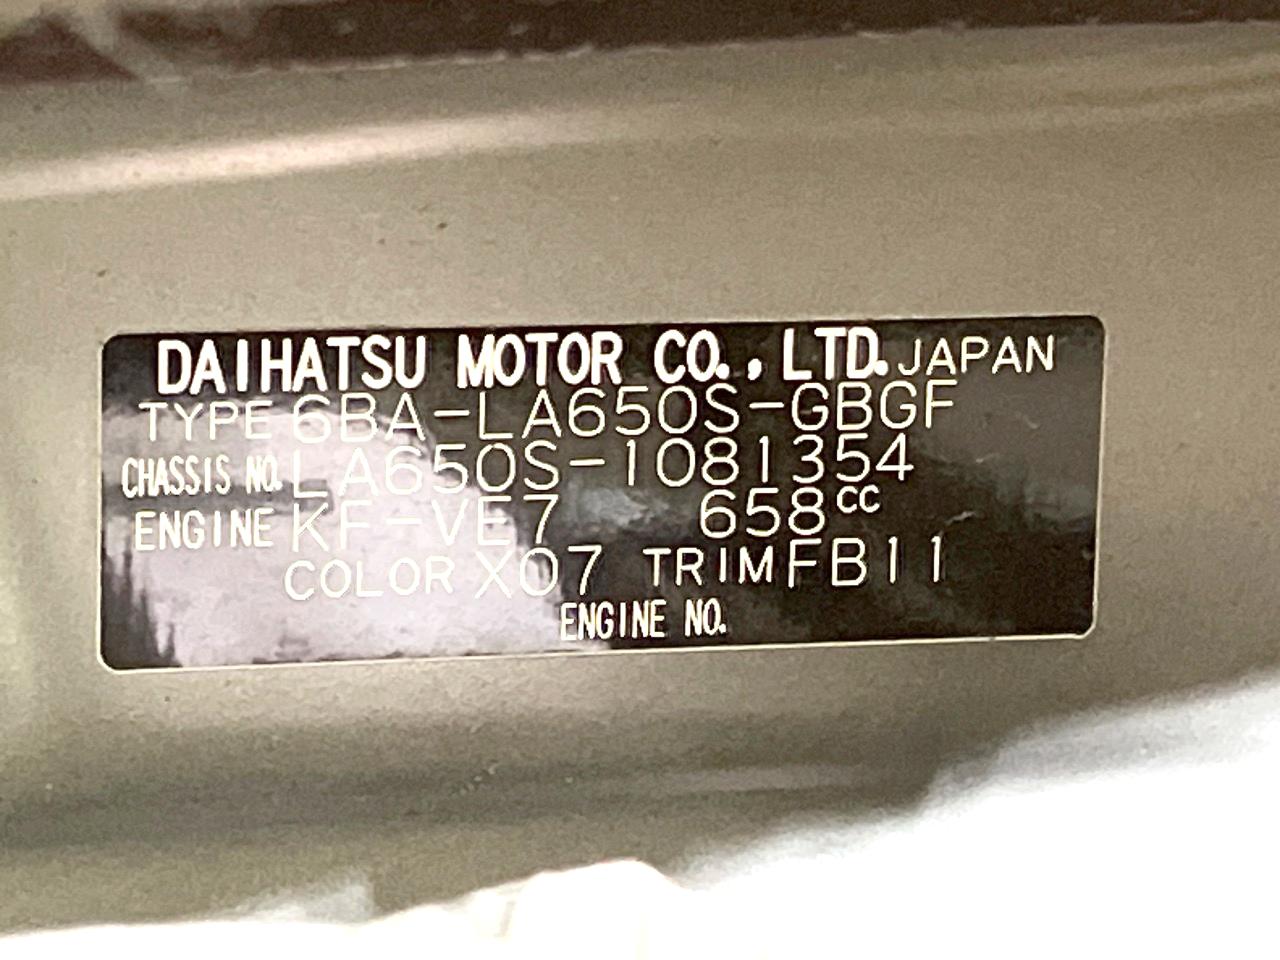 DAIHATSU MOTOR CO., LTD. JAPAN
TYPE 6BA-LA650S-GBGF
CHASSIS NO. LA650S-1081354
ENGINE KF-VE7 658cc
COLOR X07 TRIM FB11
ENGINE NO.